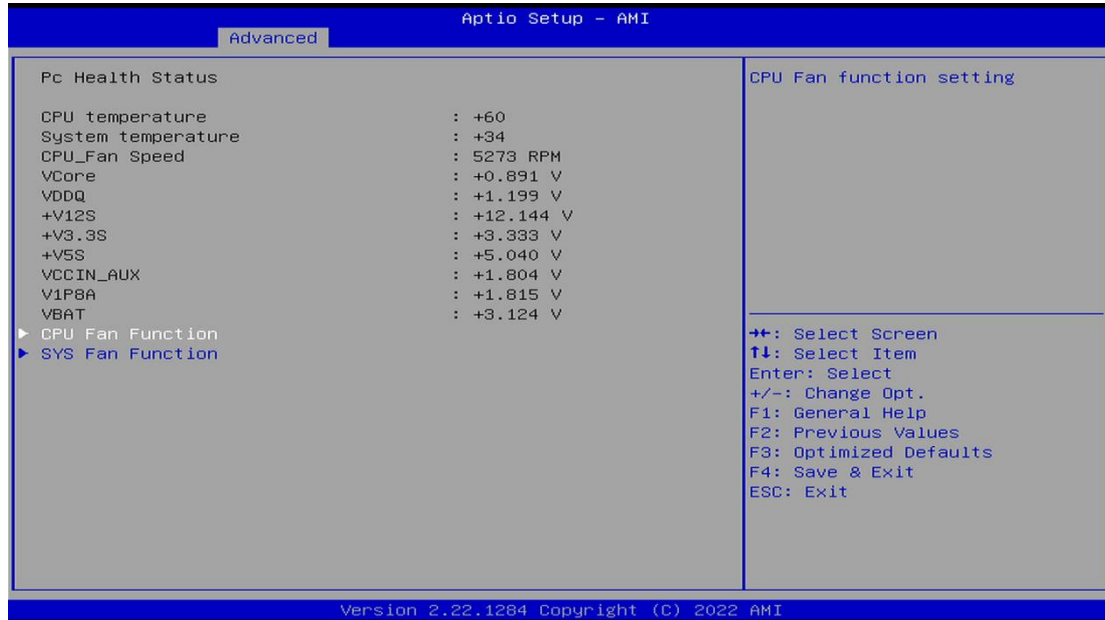 Aptio Setup - AMI
Advanced
Pc Health Status
CPU temperature : +60
System temperature : +34
CPU_Fan Speed : 5273 RPM
VCore : +0.891 V
VDDQ : +1.199 V
+V12S : +12.144 V
+V3.3S : +3.333 V
+V5S : +5.040 V
VCCIN_AUX : +1.804 V
V1P8A : +1.815 V
VBAT : +3.124 V
► CPU Fan Function
► SYS Fan Function
CPU Fan function setting
→←: Select Screen
↑↓: Select Item
Enter: Select
+/-: Change Opt.
F1: General Help
F2: Previous Values
F3: Optimized Defaults
F4: Save & Exit
ESC: Exit
Version 2.22.1284 Copyright (C) 2022 AMI